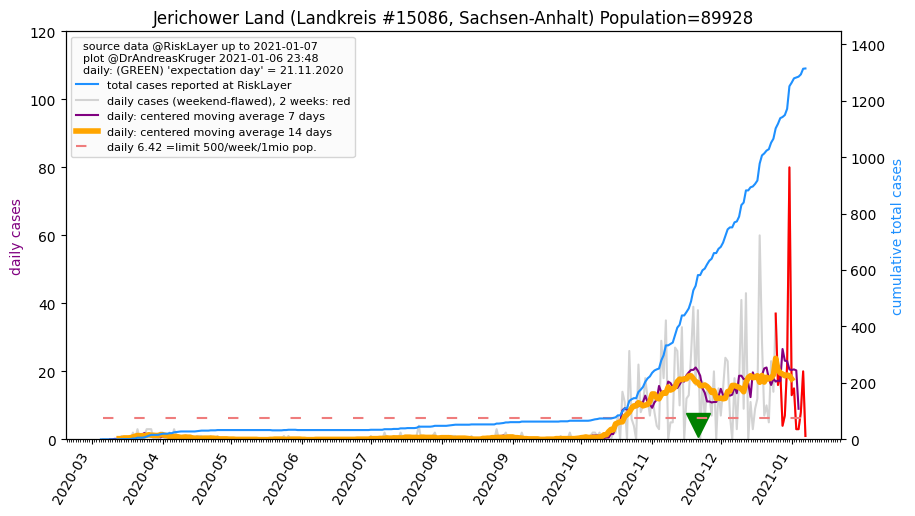 Jerichower Land (Landkreis #15086, Sachsen-Anhalt) Population=89928
source data @RiskLayer up to 2021-01-07
plot @DrAndreasKruger 2021-01-06 23:48
daily: (GREEN) 'expectation day' = 21.11.2020
total cases reported at RiskLayer
daily cases (weekend-flawed), 2 weeks: red
daily: centered moving average 7 days
daily: centered moving average 14 days
daily 6.42 =limit 500/week/1mio pop.
daily cases
120
100
80
60
40
20
0
cumulative total cases
1400
1200
1000
800
600
400
200
0
2020-03
2020-04
2020-05
2020-06
2020-07
2020-08
2020-09
2020-10
2020-11
2020-12
2021-01